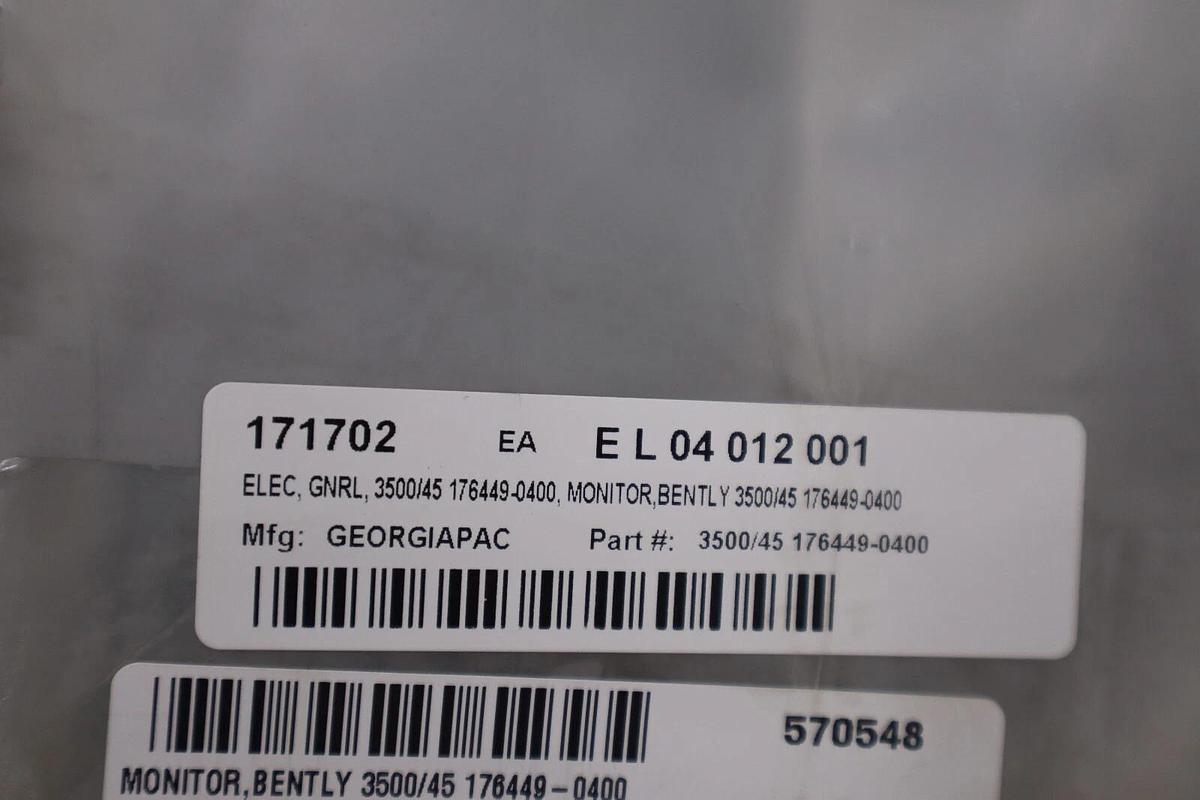 171702 EA E L 04 012 001
ELEC, GNRL, 3500/45 176449-0400, MONITOR,BENTLY 3500/45 176449-0400
Mfg: GEORGIAPAC Part #: 3500/45 176449-0400
570548
MONITOR,BENTLY 3500/45 176449-0400